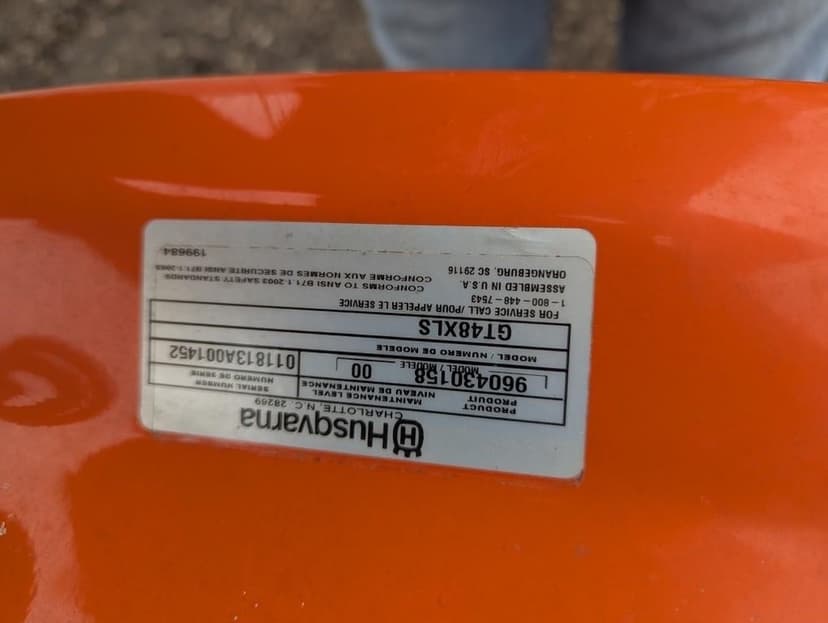 Husqvarna
CHARLOTTE, N.C. 28269
PRODUCT MAINTENANCE LEVEL SERIAL NUMBER
PRODUIT NIVEAU DE MAINTENANCE NUMERO DE SERIE
960430158 00 011813A001452
MODEL / MODELE
MODEL / NUMERO DE MODELE
GT48XLS
FOR SERVICE CALL /POUR APPELER LE SERVICE
1-800-448-7543
ASSEMBLED IN U.S.A. CONFORMS TO ANSI B71.1-2003 SAFETY STANDARDS
ORANGEBURG, SC 29116 CONFORME AUX NORMES DE SECURITE ANSI B71.1-2003
199684